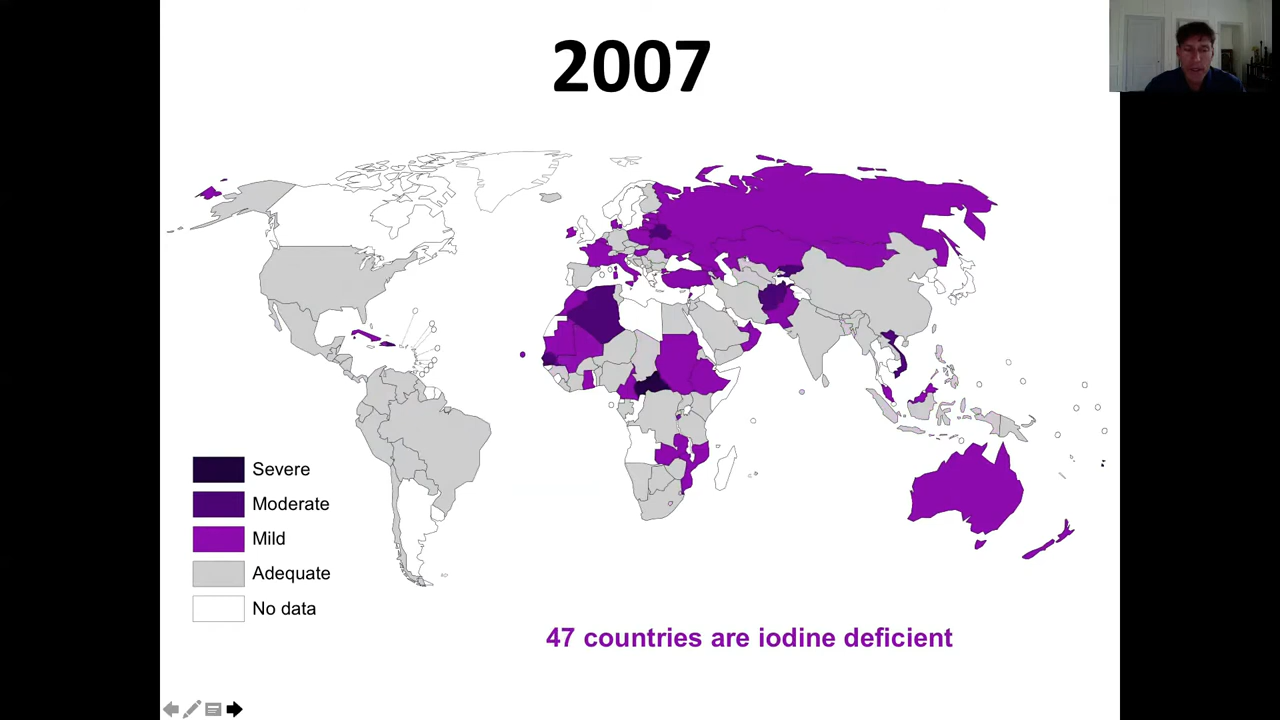 2007
Severe
Moderate
Mild
Adequate
No data
47 countries are iodine deficient